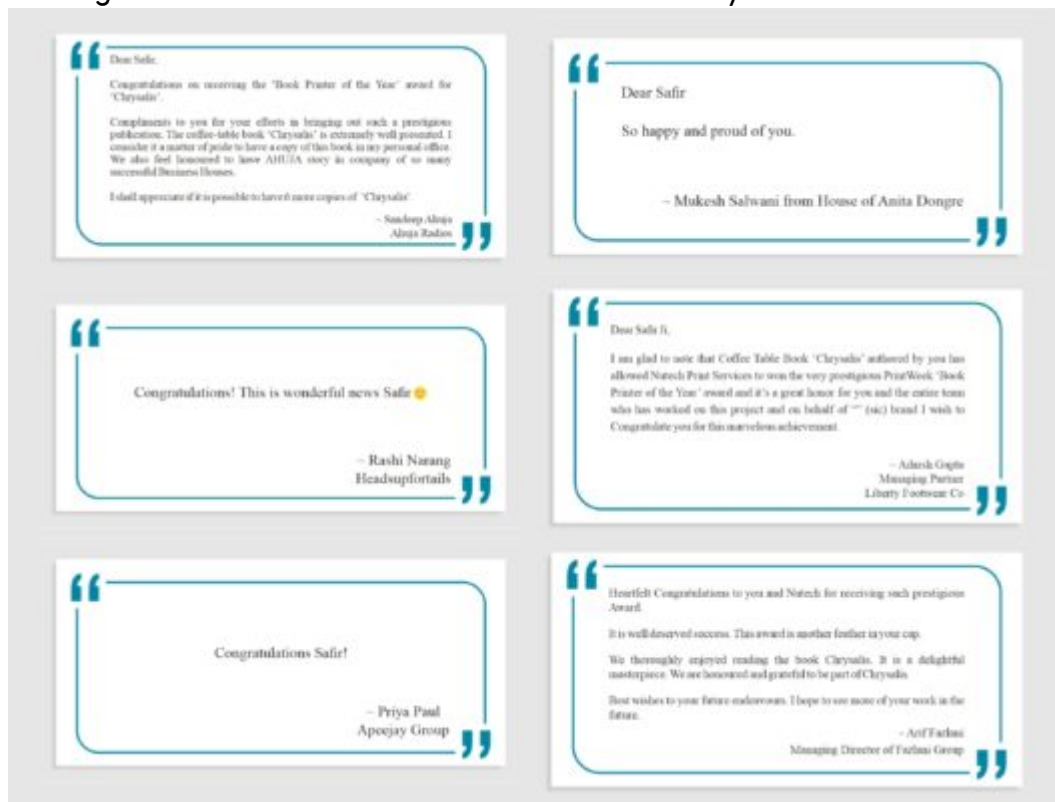 Dear Safir,
Congratulations on receiving the 'Book Printer of the Year' award for
'Chrysalis'.
Compliments to you for your efforts in bringing out such a prestigious
publication. The coffee-table book 'Chrysalis' is extremely well presented. I
consider it a matter of pride to have a copy of this book in my personal office.
We also feel honoured to have AHUJA story in company of so many
successful Business Houses.
I shall appreciate if it is possible to have 6 more copies of 'Chrysalis'
~ Sandeep Ahuja
Ahuja Radios
Dear Safir
So happy and proud of you.
~ Mukesh Salwani from House of Anita Dongre
Congratulations! This is wonderful news Safir🙂
~ Rashi Narang
Headsupfortails
Dear Safir Ji,
I am glad to note that Coffee Table Book 'Chrysalis' authored by you has
allowed Nutech Print Services to won the very prestigious PrintWeek 'Book
Printer of the Year' award and it's a great honor for you and the entire team
who has worked on this project and on behalf of "" (sic) brand I wish to
Congratulate you for this marvelous achievement
~ Adarsh Gupta
Managing Partner
Liberty Footwear Co
Congratulations Safir!
~ Priya Paul
Apeejay Group
Heartfelt Congratulations to you and Nutech for receiving such prestigious
Award.
It is well deserved success. This award is another feather in your cap.
We thoroughly enjoyed reading the book Chrysalis. It is a delightful
masterpiece. We are honoured and grateful to be part of Chrysalis.
Best wishes to your future endeavours. I hope to see more of your work in the
future.
~ Arif Fazlani
Managing Director of Fazlani Group